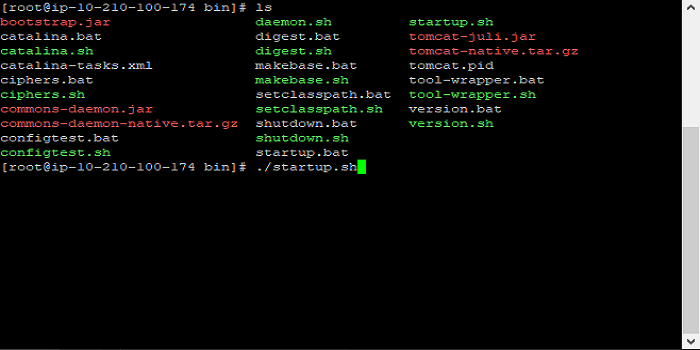 [root@ip-10-210-100-174 bin]# ls
bootstrap.jar daemon.sh startup.sh
catalina.bat digest.bat tomcat-juli.jar
catalina.sh digest.sh tomcat-native.tar.gz
catalina-tasks.xml makebase.bat tomcat.pid
ciphers.bat makebase.sh tool-wrapper.bat
ciphers.sh setclasspath.bat tool-wrapper.sh
commons-daemon.jar setclasspath.sh version.bat
commons-daemon-native.tar.gz shutdown.bat version.sh
configtest.bat shutdown.sh
configtest.sh startup.bat
[root@ip-10-210-100-174 bin]# ./startup.sh